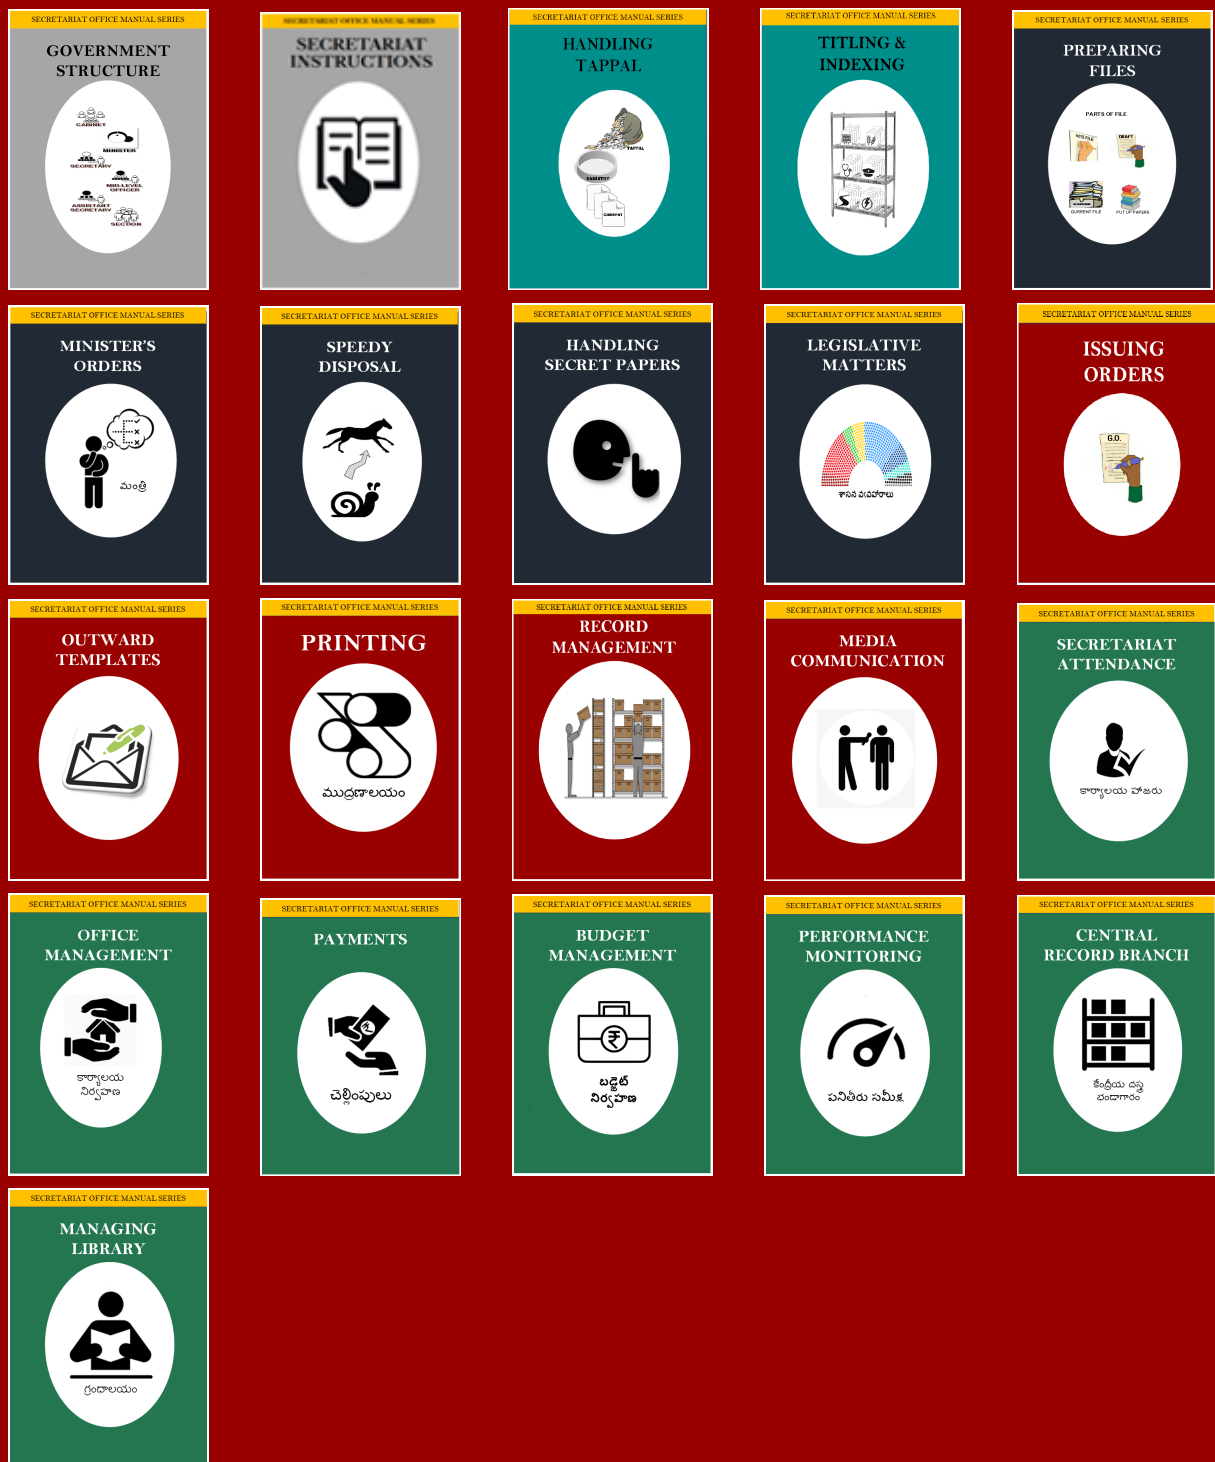 SECRETARIAT OFFICE MANUAL SERIES
GOVERNMENT
STRUCTURE
CABINET
MINISTER
SECRETARY
MID-LEVEL
OFFICER
ASSISTANT
SECRETARY
SECTION
SECRETARIAT OFFICE MANUAL SERIES
SECRETARIAT
INSTRUCTIONS
SECRETARIAT OFFICE MANUAL SERIES
HANDLING
TAPPAL
TAPPAL
CURRENT
SECRETARIAT OFFICE MANUAL SERIES
TITLING &
INDEXING
SECRETARIAT OFFICE MANUAL SERIES
PREPARING
FILES
PARTS OF FILE
NOTE FILE
DRAFT
CURRENT FILE
PUT UP PAPERS
SECRETARIAT OFFICE MANUAL SERIES
MINISTER'S
ORDERS
మంత్రి
SECRETARIAT OFFICE MANUAL SERIES
SPEEDY
DISPOSAL
SECRETARIAT OFFICE MANUAL SERIES
HANDLING
SECRET PAPERS
SECRETARIAT OFFICE MANUAL SERIES
LEGISLATIVE
MATTERS
శాసన వ్యవహారాలు
SECRETARIAT OFFICE MANUAL SERIES
ISSUING
ORDERS
G.O.
SECRETARIAT OFFICE MANUAL SERIES
OUTWARD
TEMPLATES
SECRETARIAT OFFICE MANUAL SERIES
PRINTING
ముద్రణాలయం
SECRETARIAT OFFICE MANUAL SERIES
RECORD
MANAGEMENT
SECRETARIAT OFFICE MANUAL SERIES
MEDIA
COMMUNICATION
SECRETARIAT OFFICE MANUAL SERIES
SECRETARIAT
ATTENDANCE
కార్యాలయ హాజరు
SECRETARIAT OFFICE MANUAL SERIES
OFFICE
MANAGEMENT
కార్యాలయ
నిర్వహణ
SECRETARIAT OFFICE MANUAL SERIES
PAYMENTS
₹
చెల్లింపులు
SECRETARIAT OFFICE MANUAL SERIES
BUDGET
MANAGEMENT
₹
బడ్జెట్
నిర్వహణ
SECRETARIAT OFFICE MANUAL SERIES
PERFORMANCE
MONITORING
పనితీరు సమీక్ష
SECRETARIAT OFFICE MANUAL SERIES
CENTRAL
RECORD BRANCH
కేంద్రీయ దస్త్ర
భండాగారం
SECRETARIAT OFFICE MANUAL SERIES
MANAGING
LIBRARY
గ్రంథాలయం